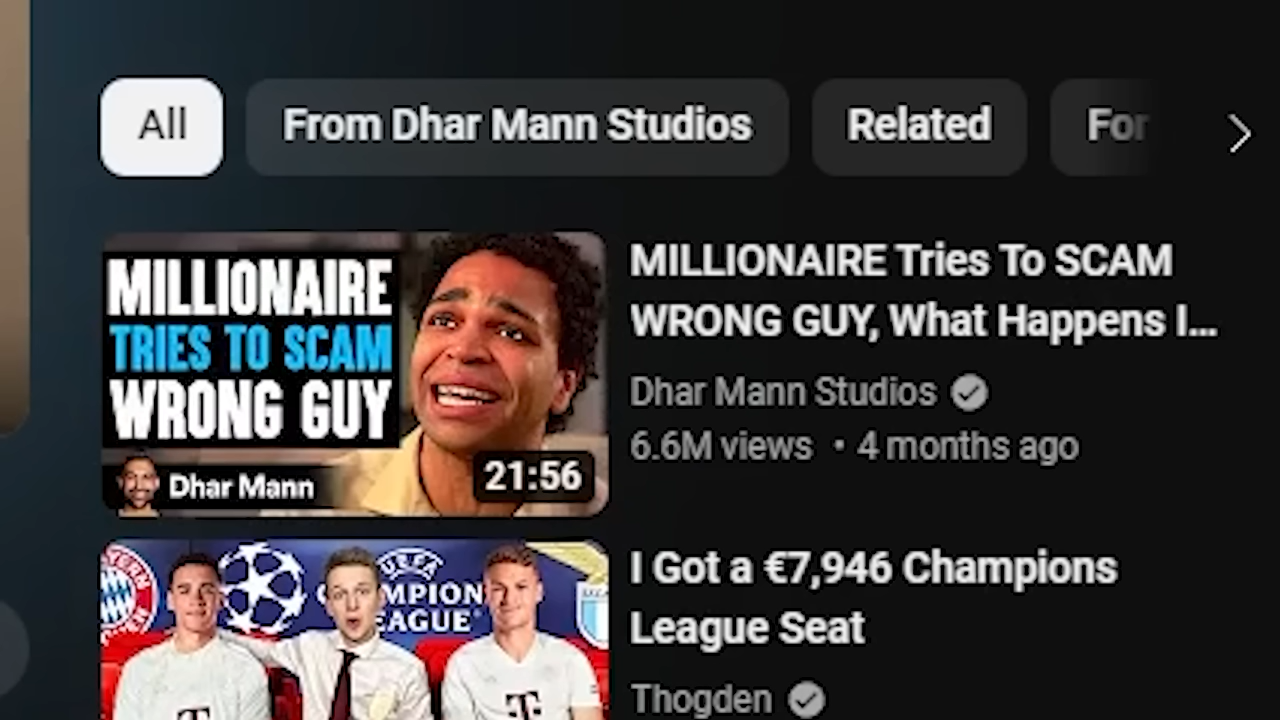 All
From Dhar Mann Studios
Related
For
MILLIONAIRE
TRIES TO SCAM
WRONG GUY
Dhar Mann
21:56
MILLIONAIRE Tries To SCAM
WRONG GUY, What Happens I...
Dhar Mann Studios
6.6M views • 4 months ago
UEFA
I Got a €7,946 Champions
League Seat
Thogden